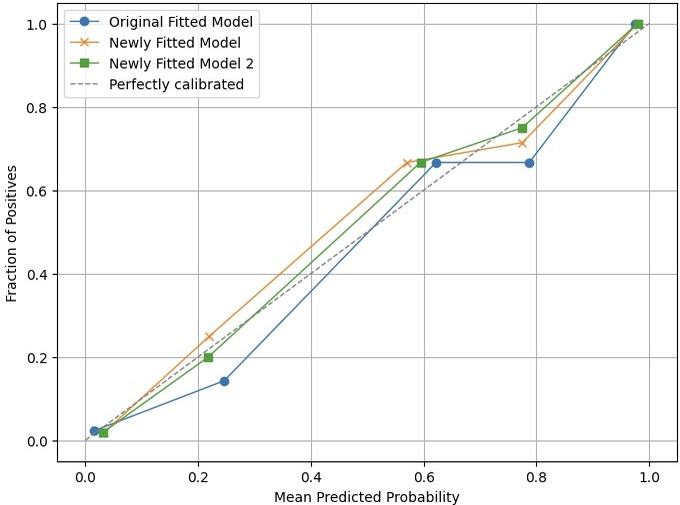 Original Fitted Model
Newly Fitted Model
Newly Fitted Model 2
Perfectly calibrated
Fraction of Positives
1.0
0.8
0.6
0.4
0.2
0.0
0.0 0.2 0.4 0.6 0.8 1.0
Mean Predicted Probability